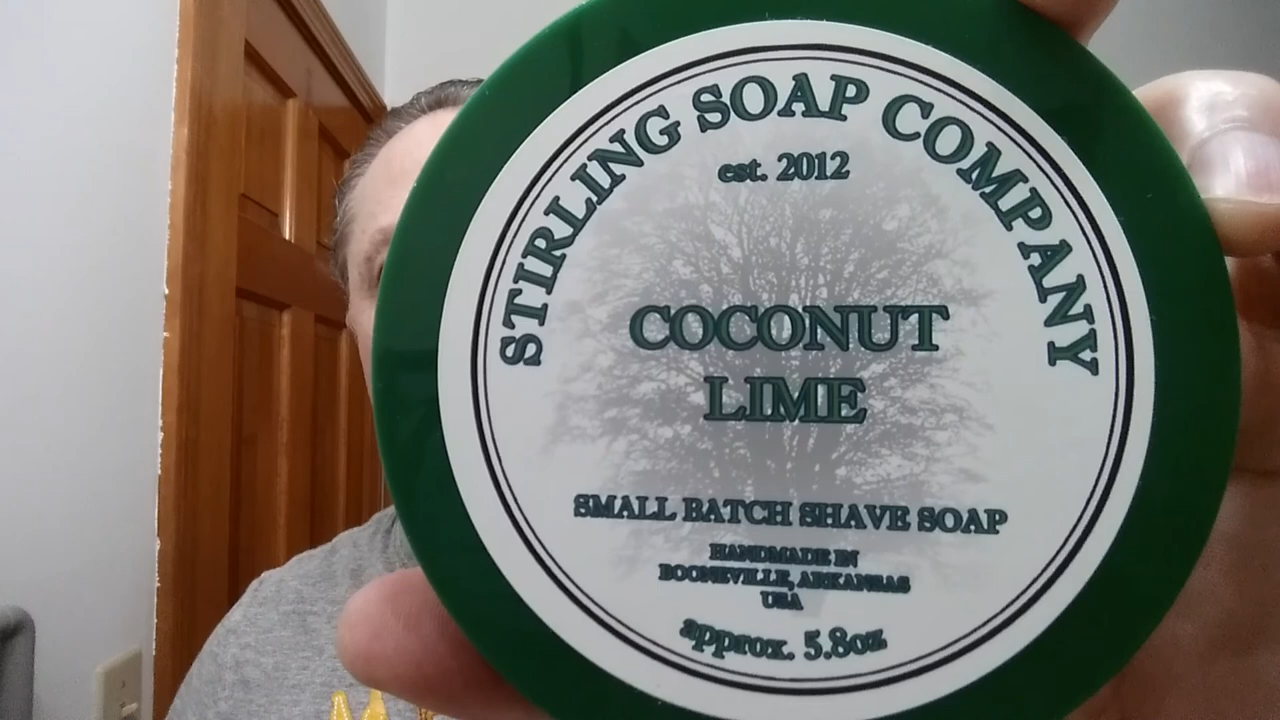 STIRLING SOAP COMPANY
est. 2012
COCONUT
LIME
SMALL BATCH SHAVE SOAP
HANDMADE IN
BOONEVILLE, ARKANSAS
USA
approx. 5.8oz